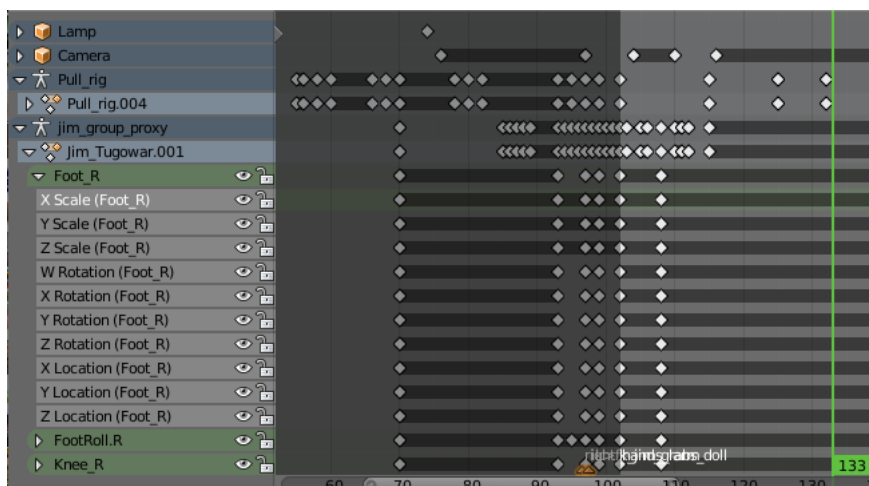 Lamp
Camera
Pull_rig
Pull_rig.004
jim_group_proxy
Jim_Tugowar.001
Foot_R
X Scale (Foot_R)
Y Scale (Foot_R)
Z Scale (Foot_R)
W Rotation (Foot_R)
X Rotation (Foot_R)
Y Rotation (Foot_R)
Z Rotation (Foot_R)
X Location (Foot_R)
Y Location (Foot_R)
Z Location (Foot_R)
FootRoll.R
Knee_R
60 70 80 90 100 110 120 130 133